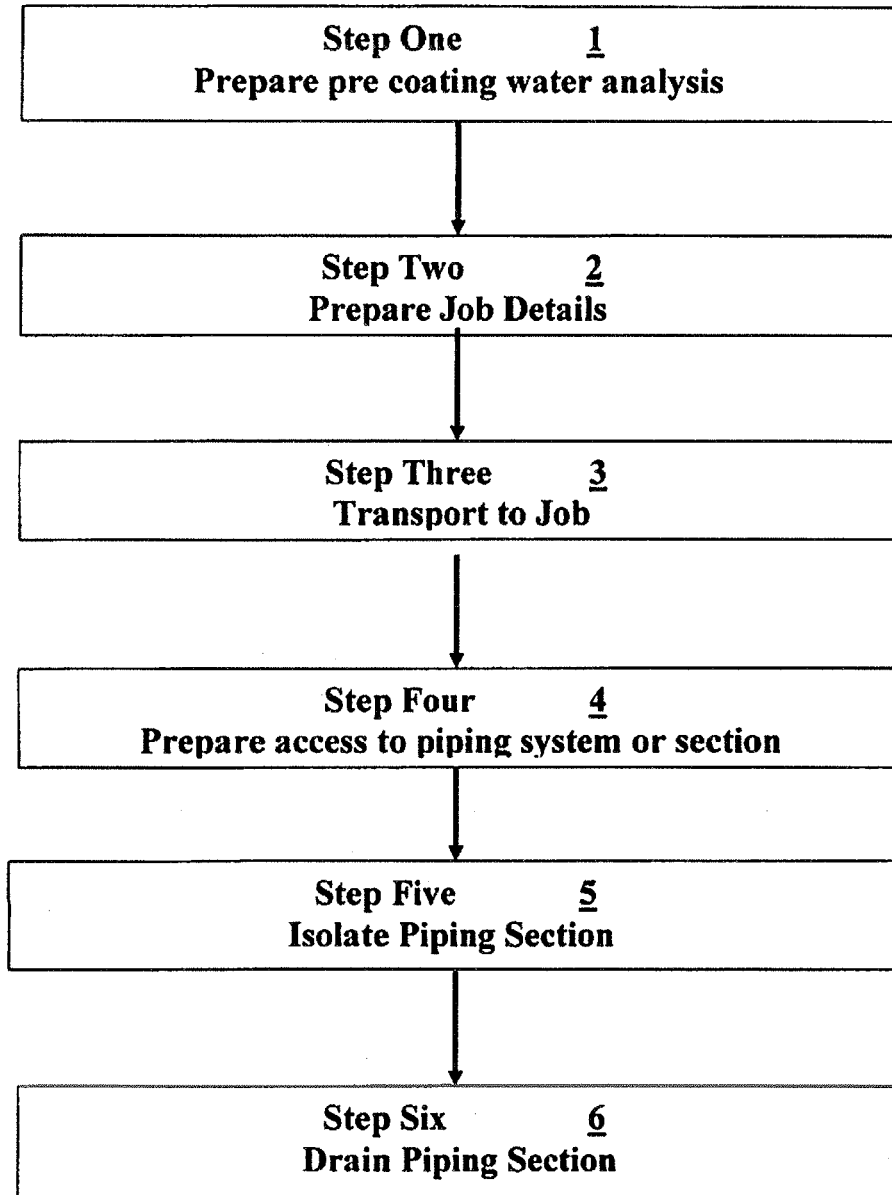 Step One 1
Prepare pre coating water analysis
Step Two 2
Prepare Job Details
Step Three 3
Transport to Job
Step Four 4
Prepare access to piping system or section
Step Five 5
Isolate Piping Section
Step Six 6
Drain Piping Section